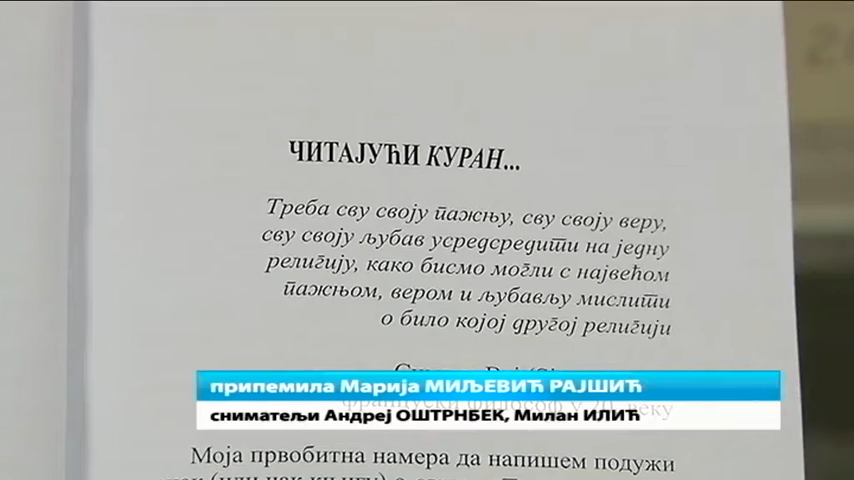 ЧИТАЈУЋИ КУРАН...
Треба сву своју пажњу, сву своју веру,
сву своју љубав усредсредити на једну
религију, како бисмо могли с највећом
пажњом, вером и љубављу мислити
о било којој другој религији
припемила Марија МИЉЕВИЋ РАЈШИЋ
сниматељи Андреј ОШТРНБЕК, Милан ИЛИЋ
веку
Моја првобитна намера да напишем подужи